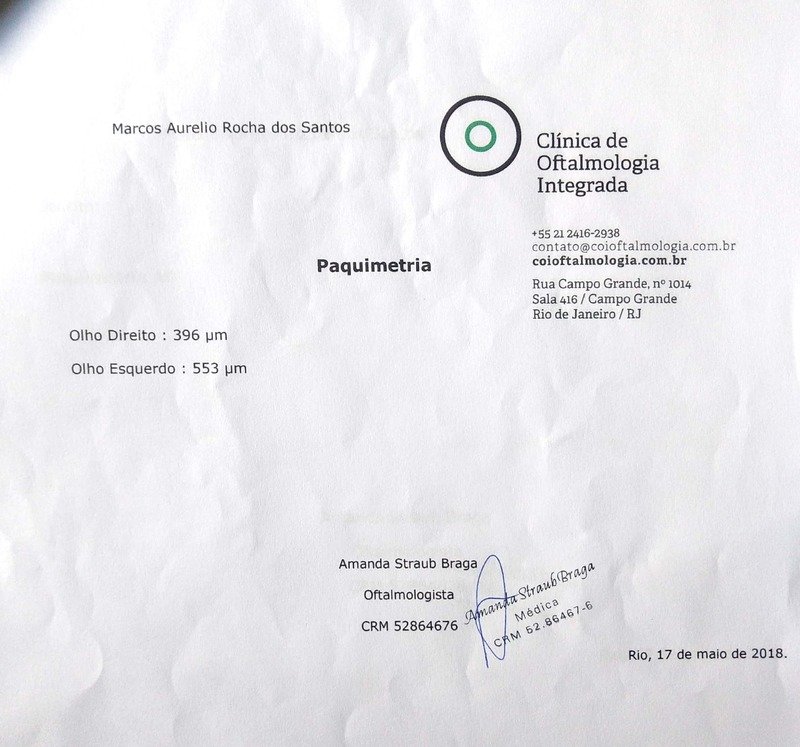 Marcos Aurelio Rocha dos Santos
Clínica de
Oftalmologia
Integrada
+55 21 2416-2938
contato@coioftalmologia.com.br
coioftalmologia.com.br
Rua Campo Grande, nº 1014
Sala 416 / Campo Grande
Rio de Janeiro / RJ
Paquimetria
Olho Direito : 396 µm
Olho Esquerdo : 553 µm
Amanda Straub Braga
Oftalmologista
CRM 52864676
Amanda Straub Braga
Médica
CRM 52.86467-6
Rio, 17 de maio de 2018.